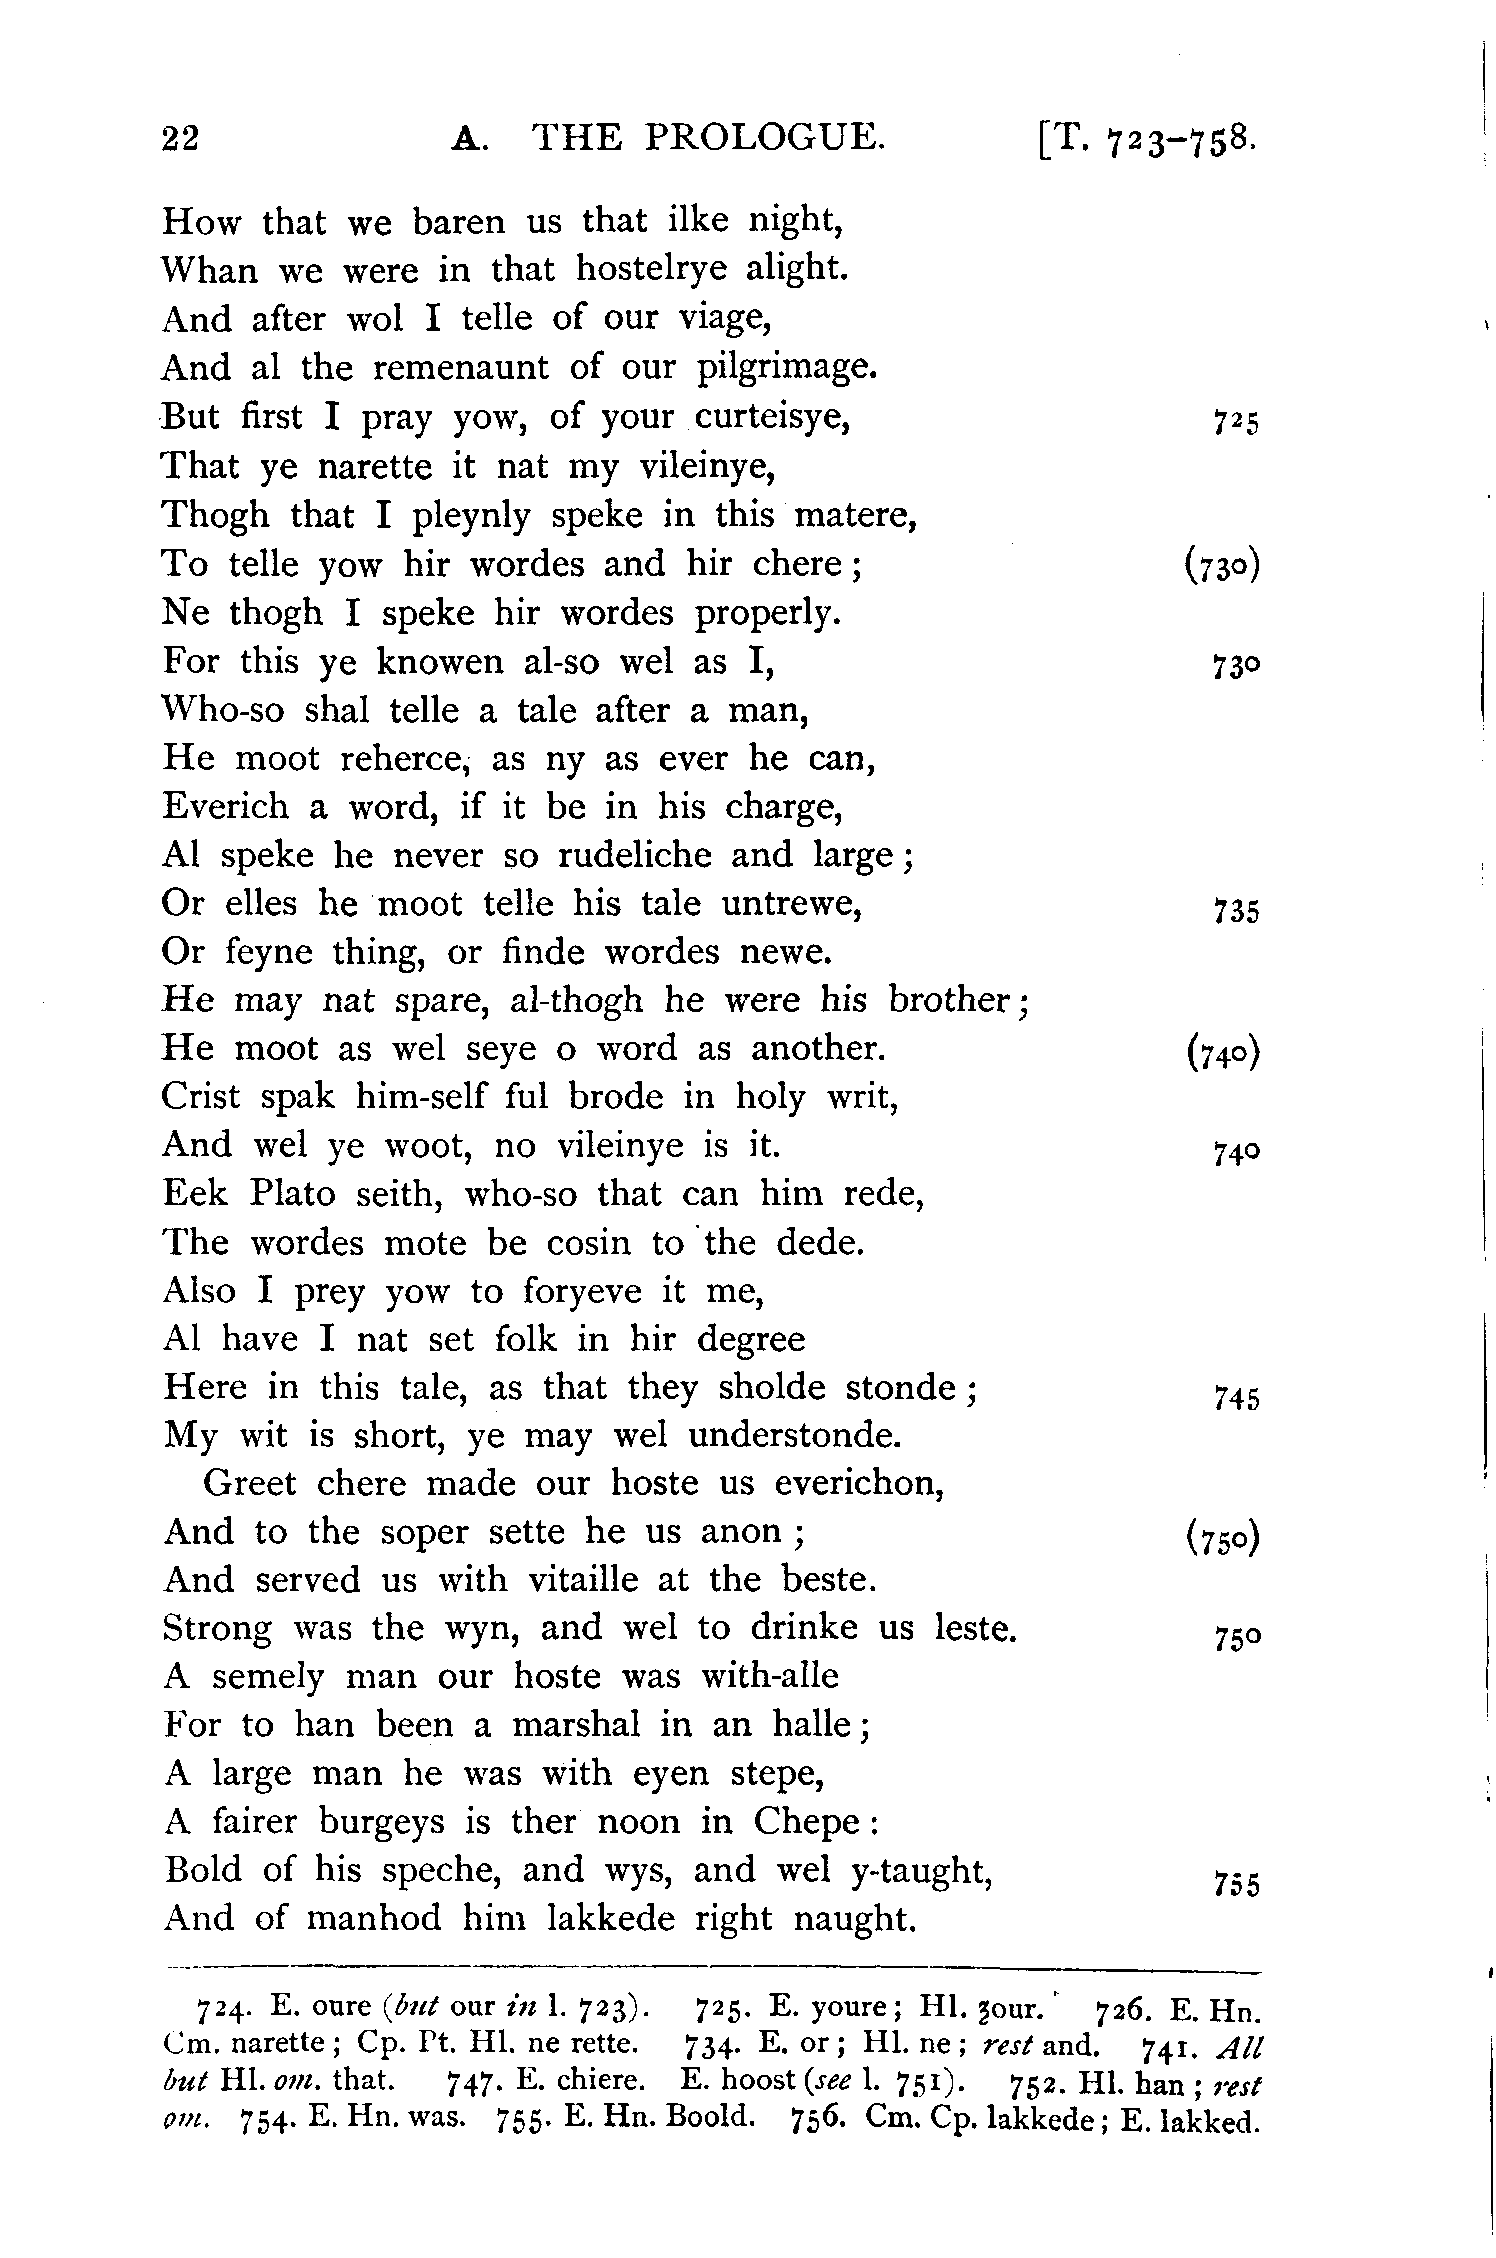 22 A. THE PROLOGUE. [T. 723–758.
How that we baren us that ilke night,
Whan we were in that hostelrye alight.
And after wol I telle of our viage,
And al the remenaunt of our pilgrimage.
But first I pray yow, of your curteisye, 725
That ye narette it nat my vileinye,
Thogh that I pleynly speke in this matere,
To telle yow hir wordes and hir chere; (730)
Ne thogh I speke hir wordes properly.
For this ye knowen al-so wel as I, 730
Who-so shal telle a tale after a man,
He moot reherce, as ny as ever he can,
Everich a word, if it be in his charge,
Al speke he never so rudeliche and large;
Or elles he moot telle his tale untrewe, 735
Or feyne thing, or finde wordes newe.
He may nat spare, al-thogh he were his brother;
He moot as wel seye o word as another. (740)
Crist spak him-self ful brode in holy writ,
And wel ye woot, no vileinye is it. 740
Eek Plato seith, who-so that can him rede,
The wordes mote be cosin to the dede.
Also I prey yow to foryeve it me,
Al have I nat set folk in hir degree
Here in this tale, as that they sholde stonde; 745
My wit is short, ye may wel understonde.
Greet chere made our hoste us everichon,
And to the soper sette he us anon; (750)
And served us with vitaille at the beste.
Strong was the wyn, and wel to drinke us leste. 750
A semely man our hoste was with-alle
For to han been a marshal in an halle;
A large man he was with eyen stepe,
A fairer burgeys is ther noon in Chepe:
Bold of his speche, and wys, and wel y-taught, 755
And of manhod him lakkede right naught.
724. E. oure (but our in l. 723). 725. E. youre; Hl. ȝour. 726. E. Hn.
Cm. narette; Cp. Pt. Hl. ne rette. 734. E. or; Hl. ne; rest and. 741. All
but Hl. om. that. 747. E. chiere. E. hoost (see l. 751). 752. Hl. han; rest
om. 754. E. Hn. was. 755. E. Hn. Boold. 756. Cm. Cp. lakkede; E. lakked.